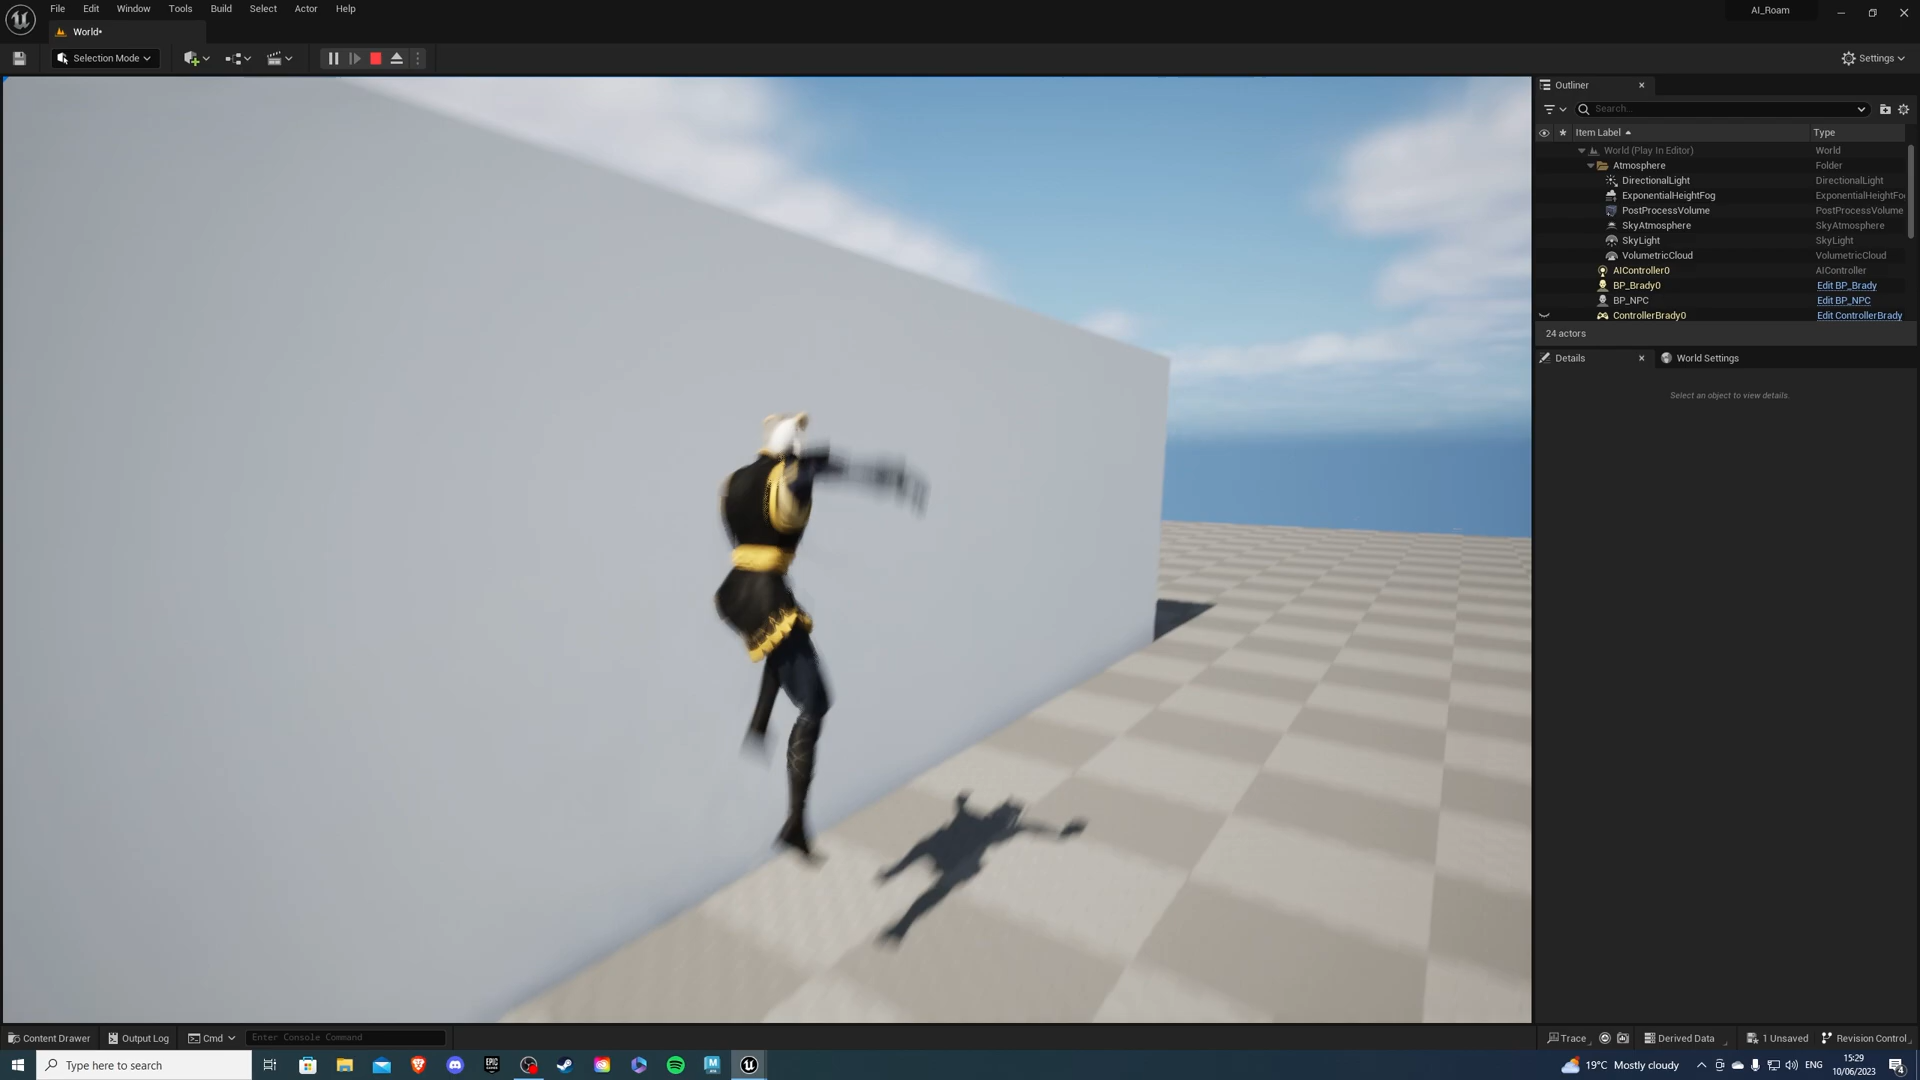 File Edit Window Tools Build Select Actor Help
AI_Roam
World•
Selection Mode
Settings
Outliner
Search...
Item Label Type
World (Play In Editor) World
Atmosphere Folder
DirectionalLight DirectionalLight
ExponentialHeightFog ExponentialHeightFo
PostProcessVolume PostProcessVolume
SkyAtmosphere SkyAtmosphere
SkyLight SkyLight
VolumetricCloud VolumetricCloud
AIController0 AIController
BP_Brady0 Edit BP_Brady
BP_NPC Edit BP_NPC
ControllerBrady0 Edit ControllerBrady
24 actors
Details World Settings
Select an object to view details.
Content Drawer Output Log Cmd Enter Console Command Trace Derived Data 1 Unsaved Revision Control
Type here to search
EPIC
M
19°C Mostly cloudy
ENG
15:29
10/06/2023
4